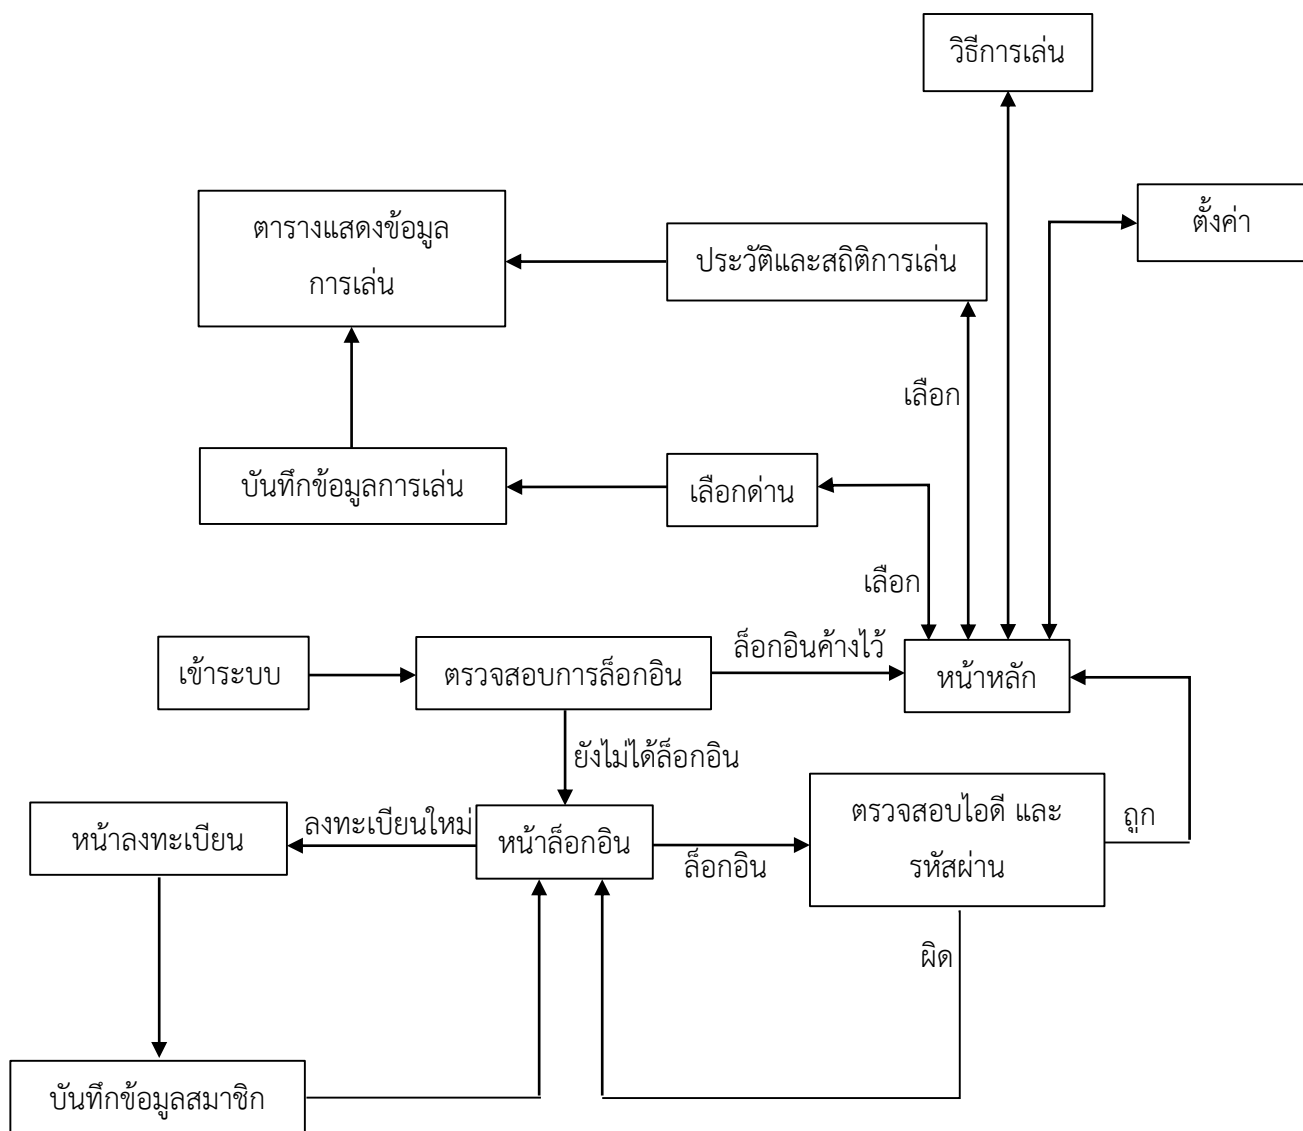 วิธีการเล่น
ตั้งค่า
ตารางแสดงข้อมูล
การเล่น
ประวัติและสถิติการเล่น
เลือก
บันทึกข้อมูลการเล่น
เลือกด่าน
เลือก
เข้าระบบ
ตรวจสอบการล็อกอิน
ล็อกอินค้างไว้
หน้าหลัก
ยังไม่ได้ล็อกอิน
หน้าลงทะเบียน
ลงทะเบียนใหม่
หน้าล็อกอิน
ล็อกอิน
ตรวจสอบไอดี และ
รหัสผ่าน
ถูก
ผิด
บันทึกข้อมูลสมาชิก